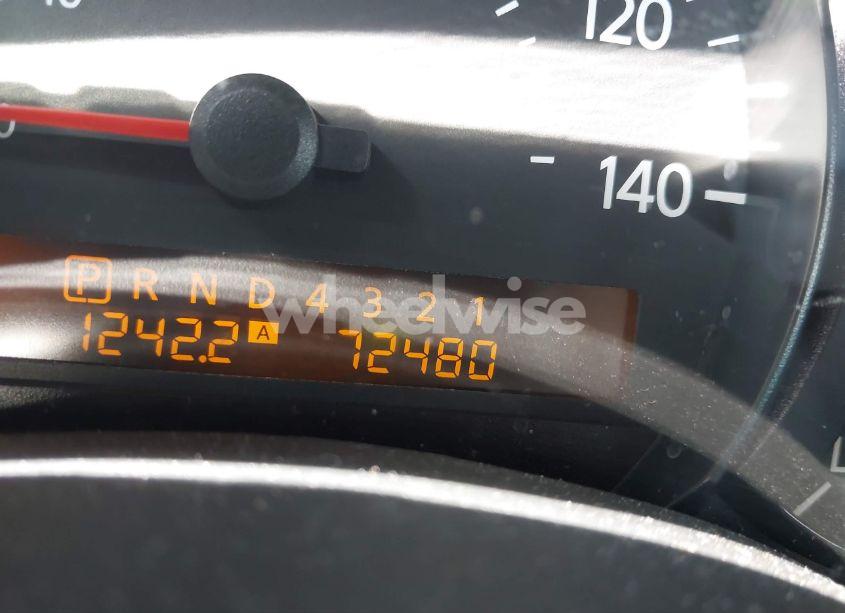 120
140
P R N D 4 3 2 1
1242.2 A 72480
wheelwise